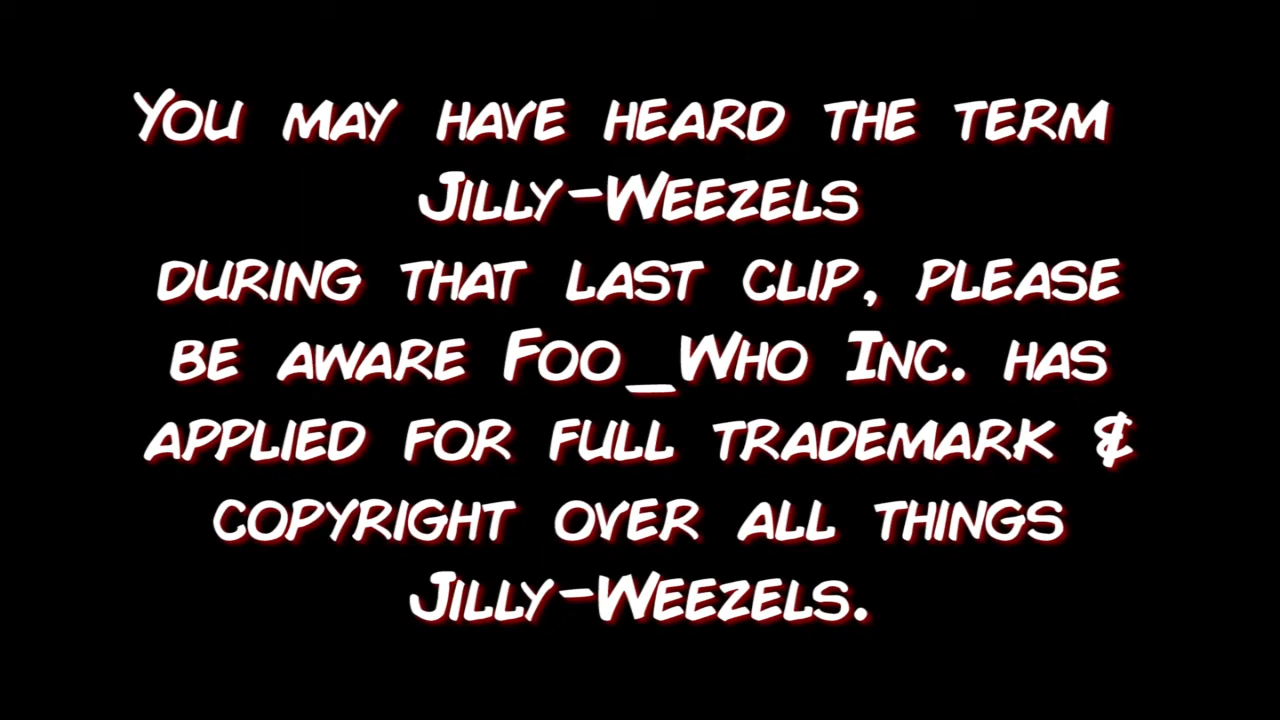 You may have heard the term
Jilly-Weezels
during that last clip, please
be aware Foo_Who Inc. has
applied for full trademark &
copyright over all things
Jilly-Weezels.